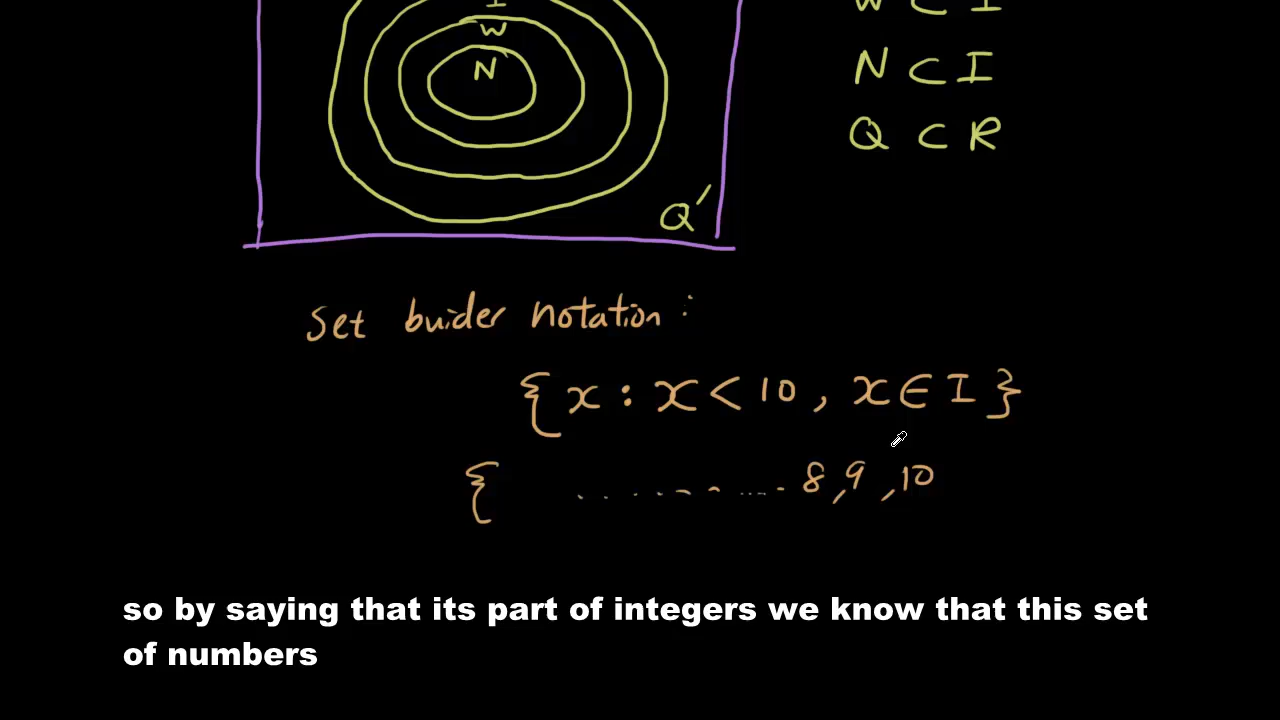 I
W ⊂ I
W
N
N ⊂ I
Q ⊂ R
Q'
Set buider notation :
{x : x < 10 , x ∈ I}
{ .............. 8, 9, 10
so by saying that its part of integers we know that this set
of numbers